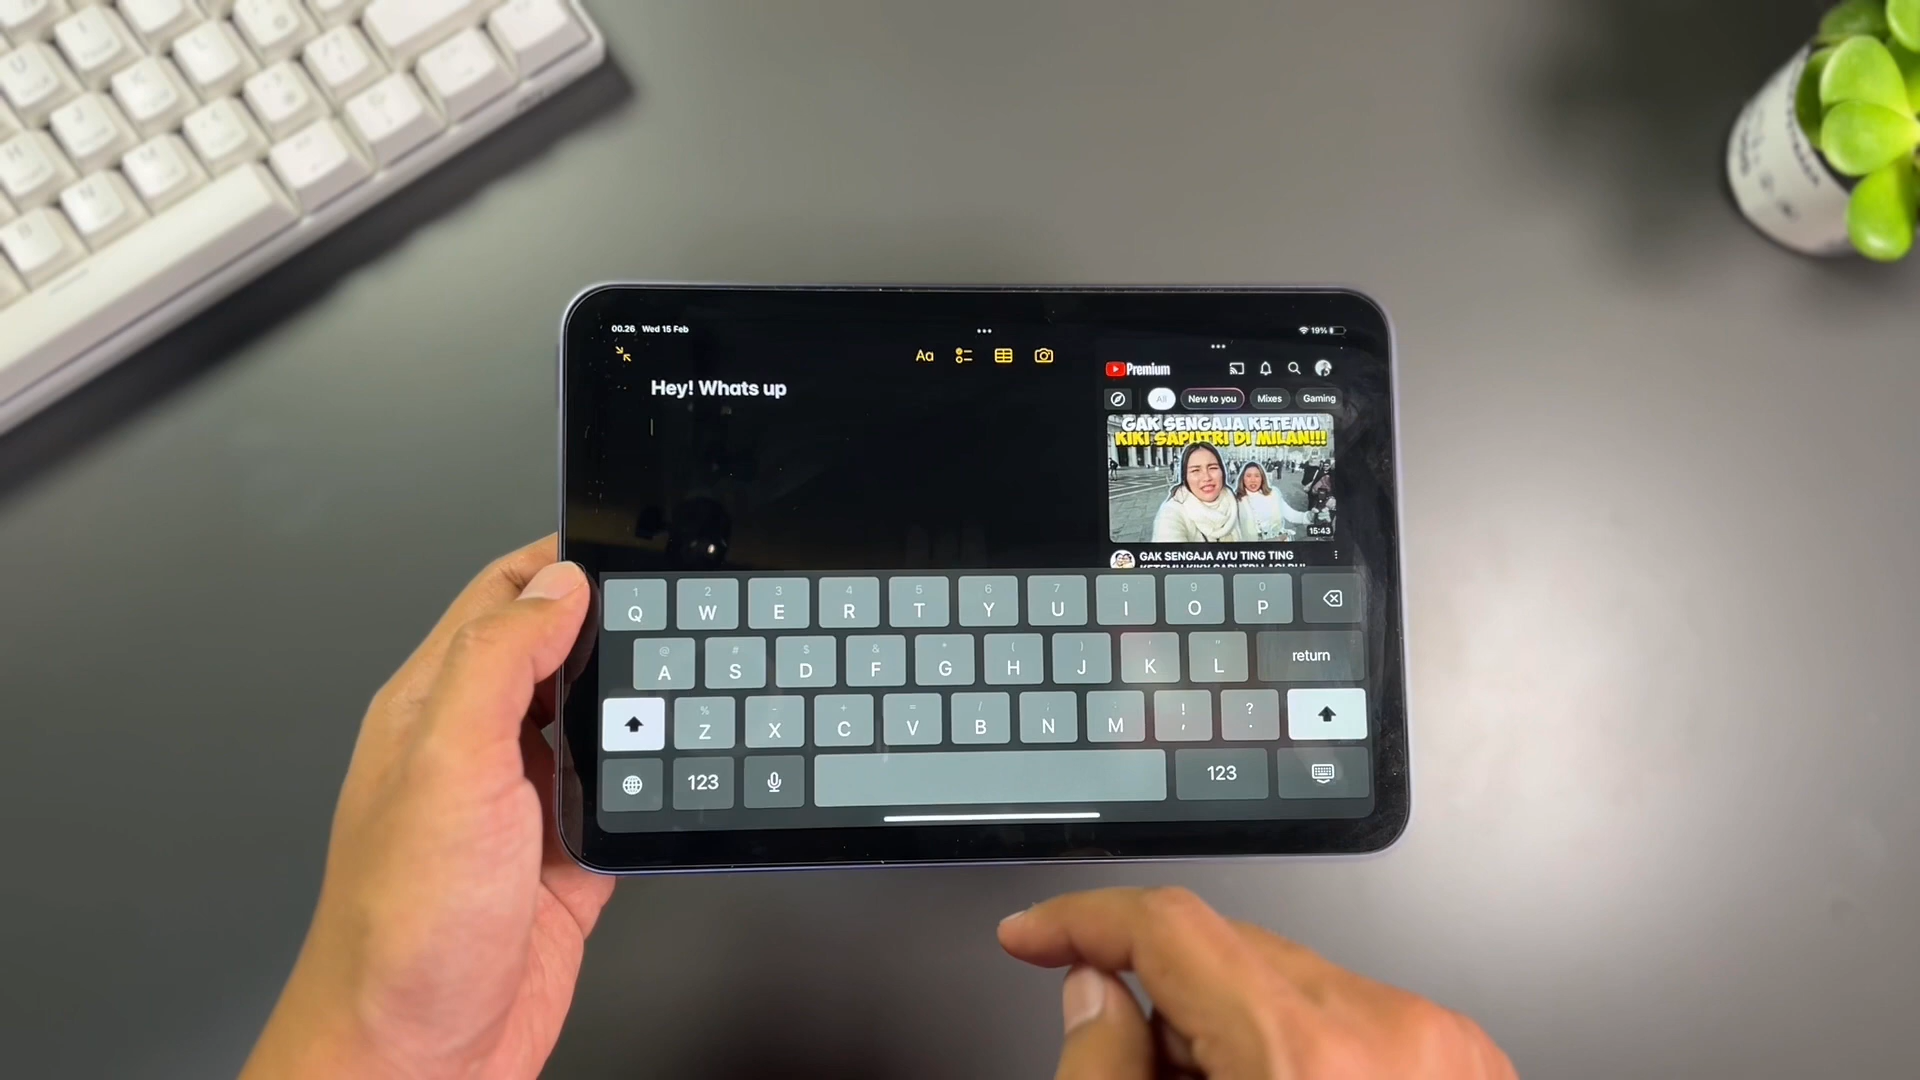 00.26 Wed 15 Feb
19%
Aa
Hey! Whats up
Premium
All
New to you
Mixes
Gaming
GAK SENGAJA KETEMU
KIKI SAPUTRI DI MILAN!!!
15:43
GAK SENGAJA AYU TING TING
1 2 3 4 5 6 7 8 9 0
Q W E R T Y U I O P
@ # $ & * ( ) ' "
A S D F G H J K L return
% - + = / ; : ! ?
Z X C V B N M , .
123 123